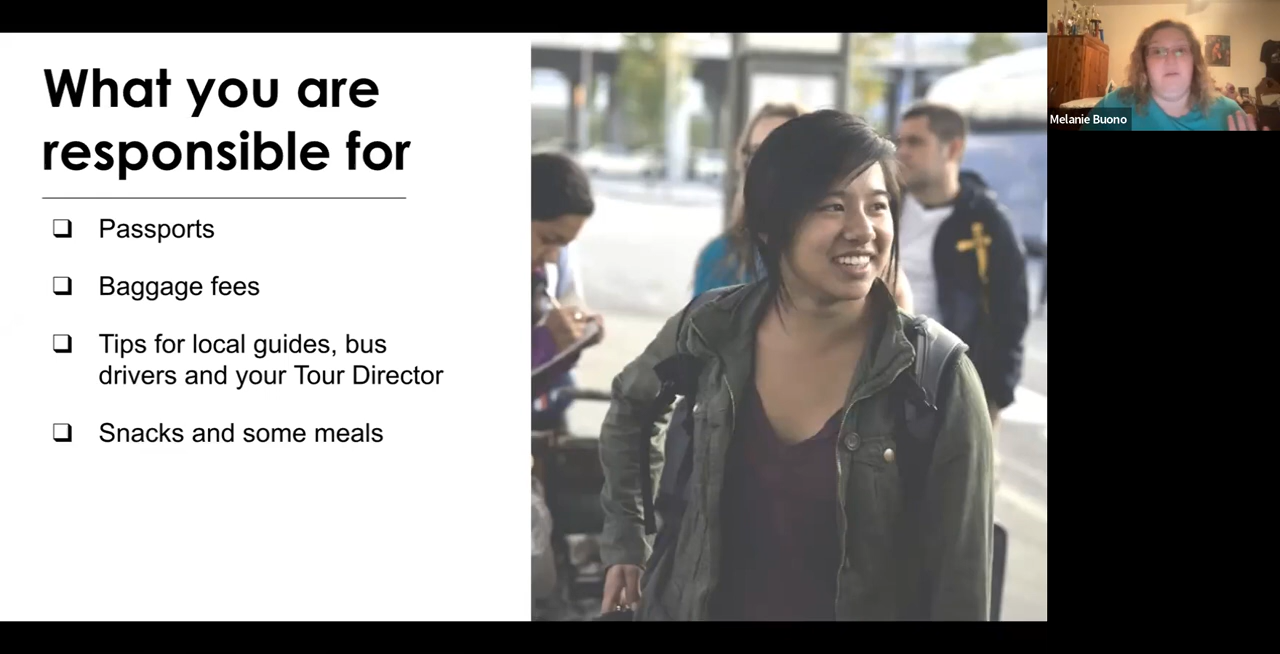 What you are
responsible for
❑ Passports
❑ Baggage fees
❑ Tips for local guides, bus
drivers and your Tour Director
❑ Snacks and some meals
Melanie Buono